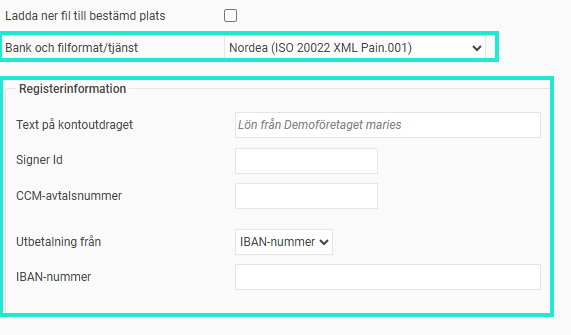 Ladda ner fil till bestämd plats
Bank och filformat/tjänst Nordea (ISO 20022 XML Pain.001)
Registerinformation
Text på kontoutdraget Lön från Demoföretaget maries
Signer Id
CCM-avtalsnummer
Utbetalning från IBAN-nummer
IBAN-nummer